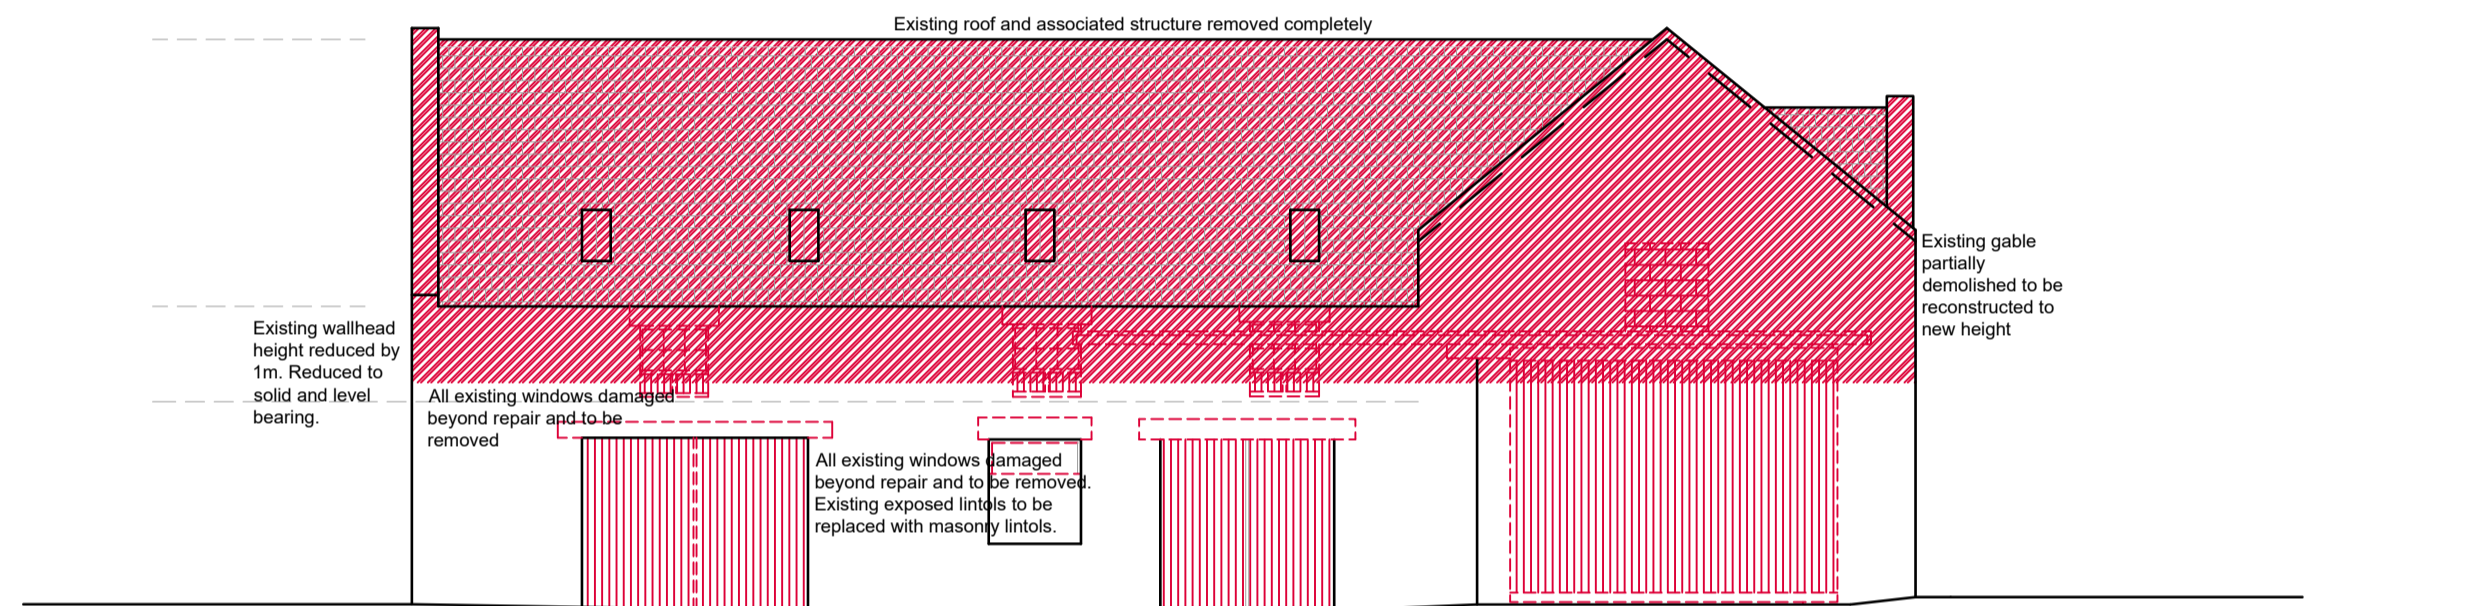 Existing roof and associated structure removed completely
Existing gable
partially
demolished to be
reconstructed to
new height
Existing wallhead
height reduced by
1m. Reduced to
solid and level
bearing.
All existing windows damaged
beyond repair and to be
removed
All existing windows damaged
beyond repair and to be removed.
Existing exposed lintols to be
replaced with masonry lintols.